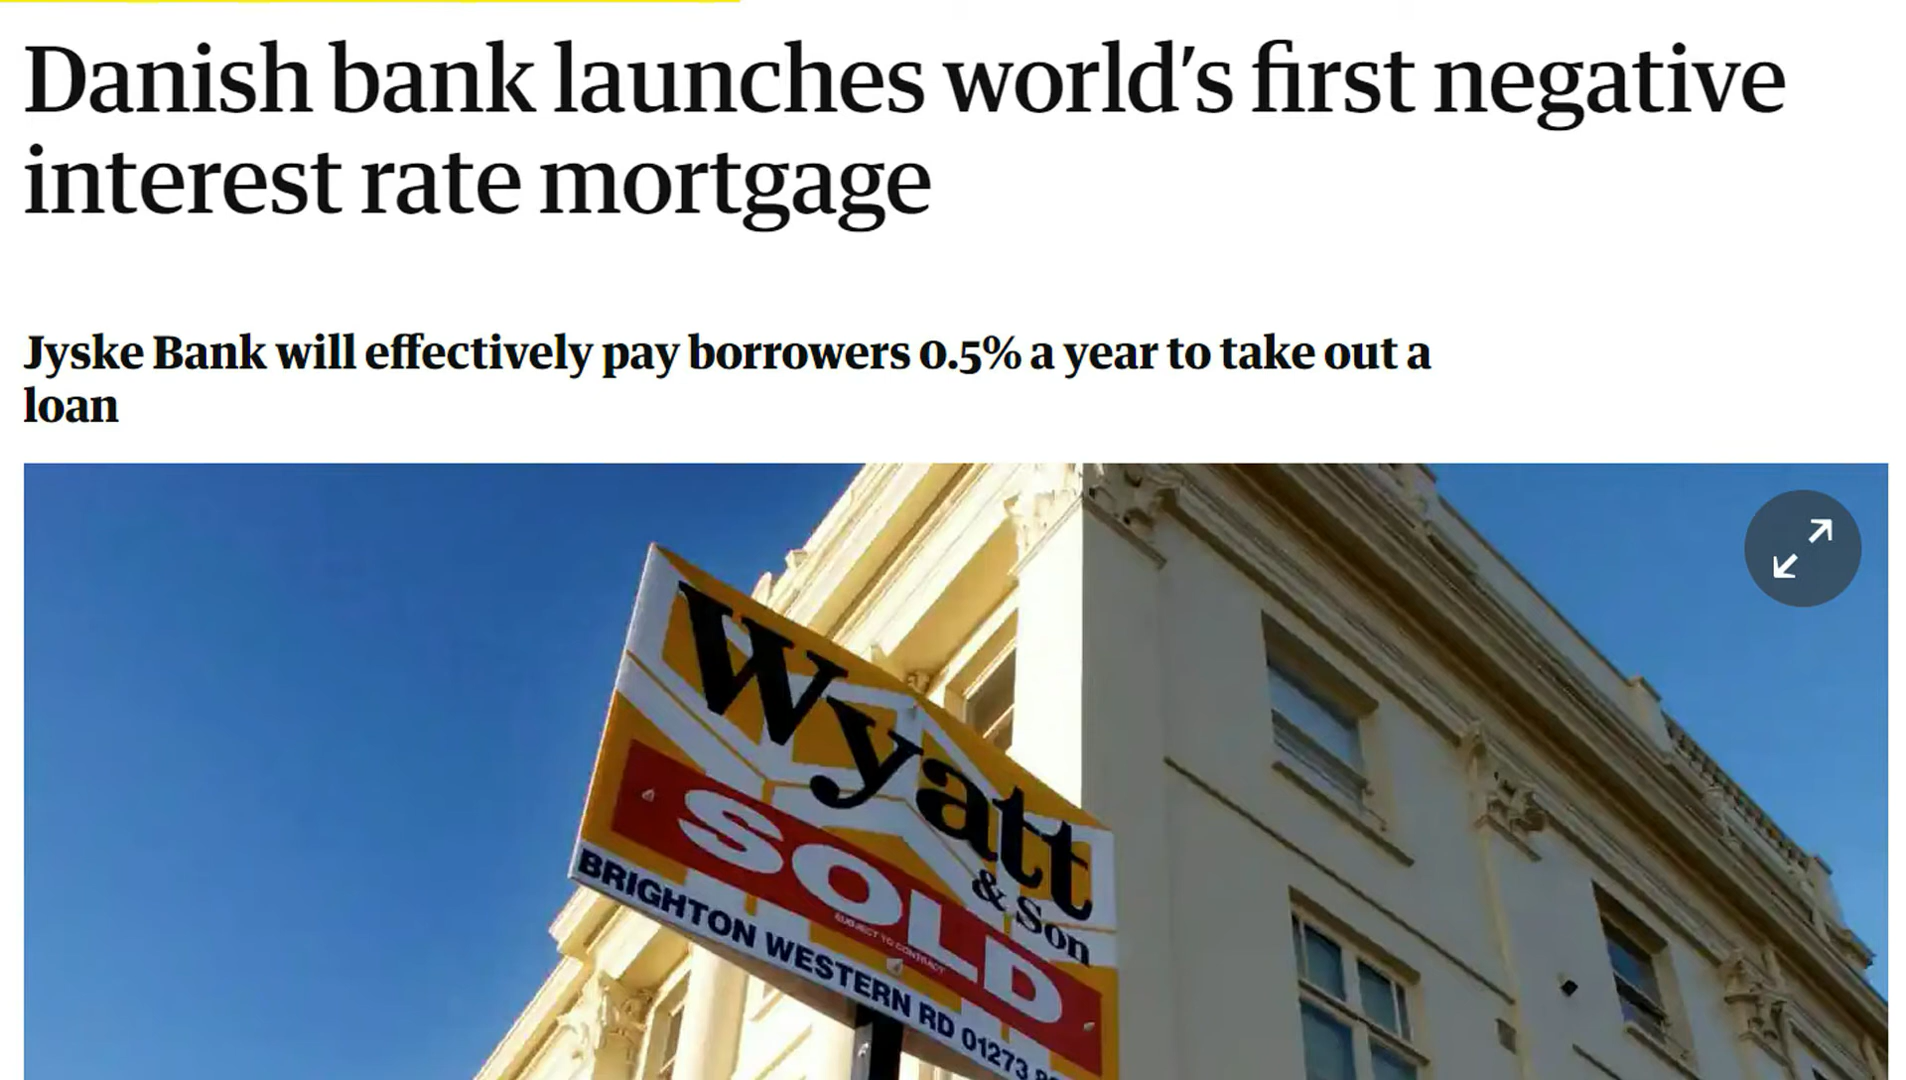 Danish bank launches world’s first negative
interest rate mortgage
Jyske Bank will effectively pay borrowers 0.5% a year to take out a
loan
Wyatt
& Son
SOLD
SUBJECT TO CONTRACT
BRIGHTON WESTERN RD 01273